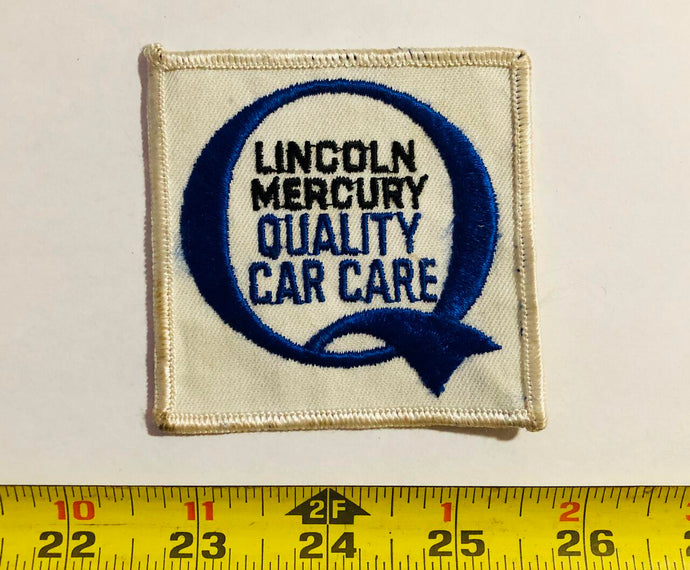 LINCOLN
MERCURY
QUALITY
CAR CARE
10 11 2F 1 2
22 23 24 25 26